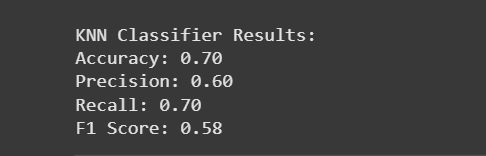 KNN Classifier Results:
Accuracy: 0.70
Precision: 0.60
Recall: 0.70
F1 Score: 0.58